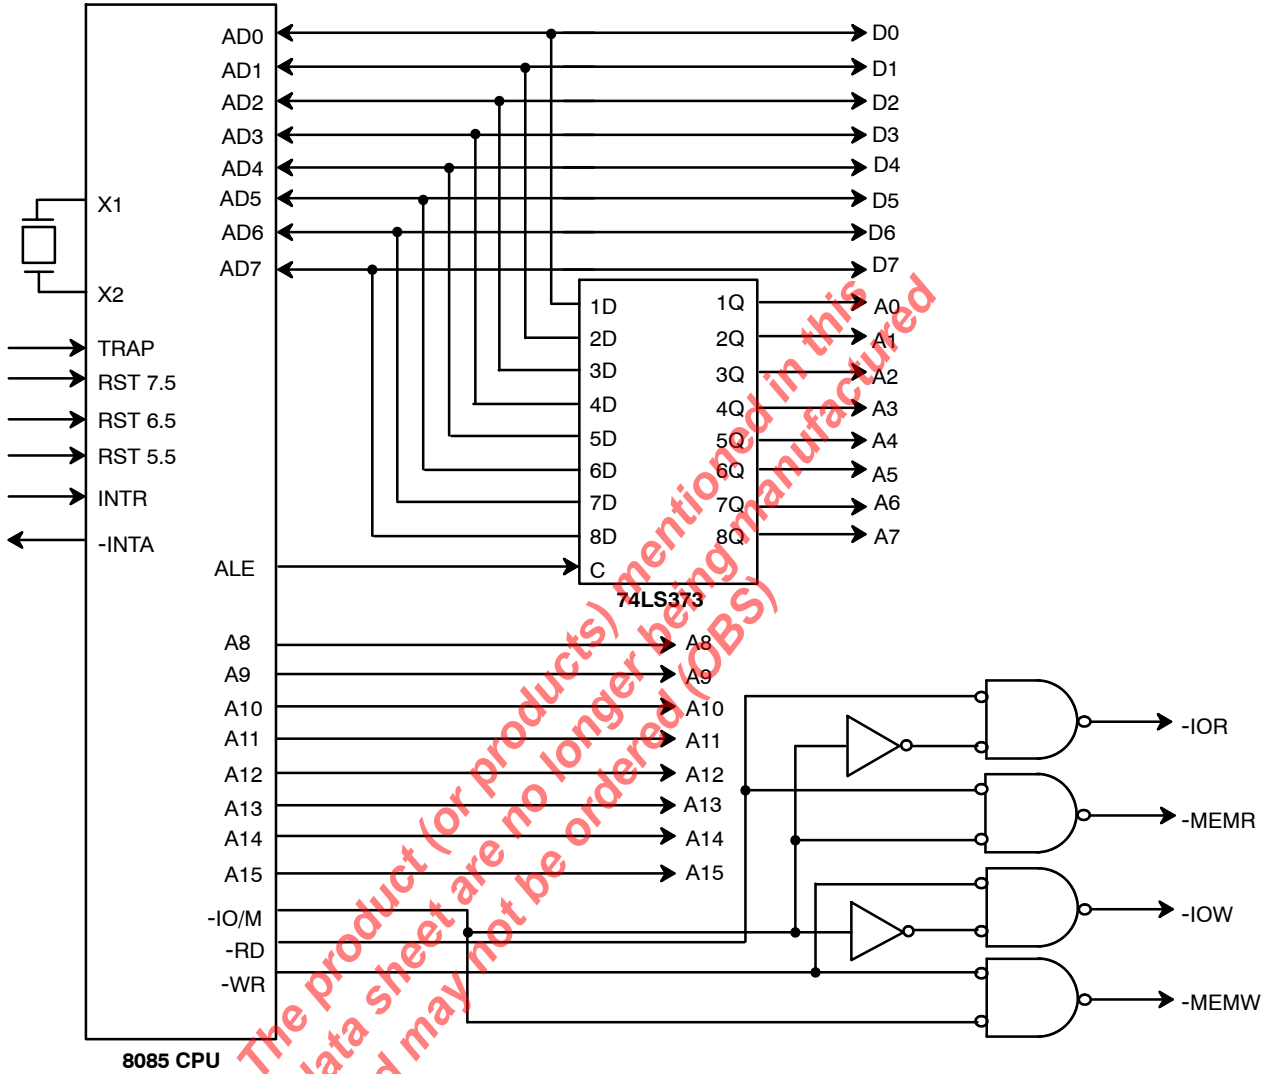 AD0 D0
AD1 D1
AD2 D2
AD3 D3
AD4 D4
AD5 D5
AD6 D6
AD7 D7
X1
X2
TRAP
RST 7.5
RST 6.5
RST 5.5
INTR
-INTA
1D 1Q A0
2D 2Q A1
3D 3Q A2
4D 4Q A3
5D 5Q A4
6D 6Q A5
7D 7Q A6
8D 8Q A7
ALE C
74LS373
A8 A8
A9 A9
A10 A10
A11 A11
A12 A12
A13 A13
A14 A14
A15 A15
-IO/M
-RD
-WR
-IOR
-MEMR
-IOW
-MEMW
8085 CPU
The product (or products) mentioned in this
data sheet are no longer being manufactured
d may not be ordered (OBS)